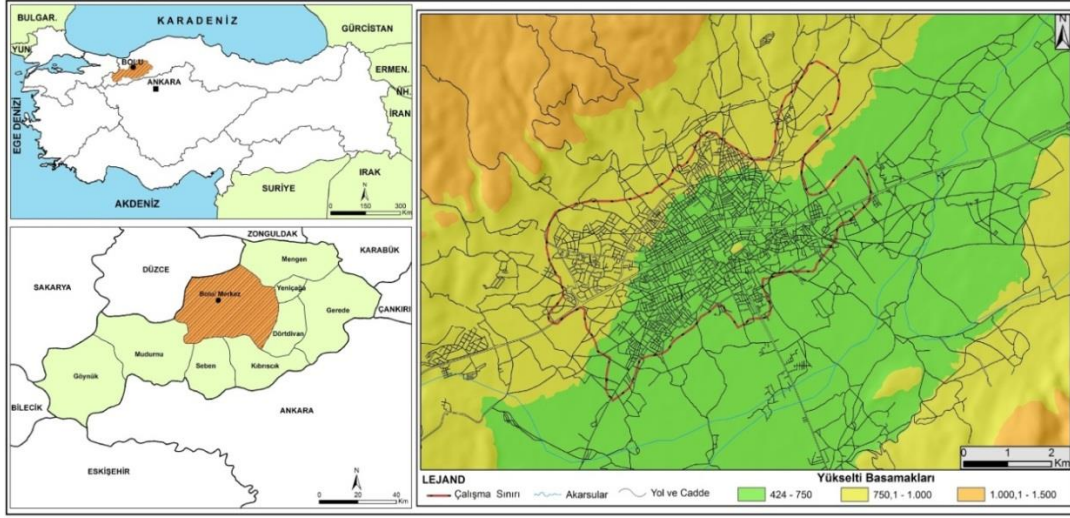 BULGAR.
KARADENİZ
GÜRCİSTAN
YUN.
BOLU
ANKARA
ERMEN.
NH.
İRAN
EGE DENİZİ
AKDENİZ
SURİYE
IRAK
N
0 150 300
Km
ZONGULDAK
KARABÜK
DÜZCE
Mengen
SAKARYA
Bolu/ Merkez
Yeniçağa
Gerede
ÇANKIRI
Dörtdivan
Mudurnu
Seben
Kıbrıscık
Göynük
BİLECİK
ANKARA
ESKİŞEHİR
N
0 20 40
Km
N
0 1 2
Km
LEJAND
Çalışma Sınırı
Akarsular
Yol ve Cadde
Yükselti Basamakları
424 - 750
750,1 - 1.000
1.000,1 - 1.500